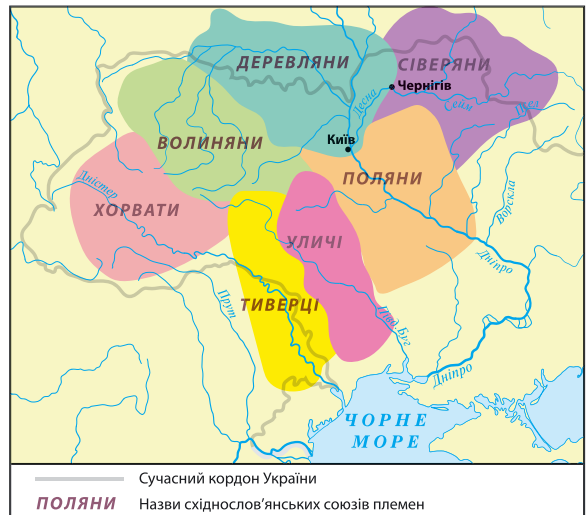 ДЕРЕВЛЯНИ
СІВЕРЯНИ
Чернігів
Десна
Сейм
Псел
ВОЛИНЯНИ
Київ
ПОЛЯНИ
Дністер
ХОРВАТИ
Ворскла
УЛИЧІ
Дніпро
Прут
ТИВЕРЦІ
Півд. Буг
Дніпро
ЧОРНЕ
МОРЕ
Сучасний кордон України
ПОЛЯНИ Назви східнослов'янських союзів племен